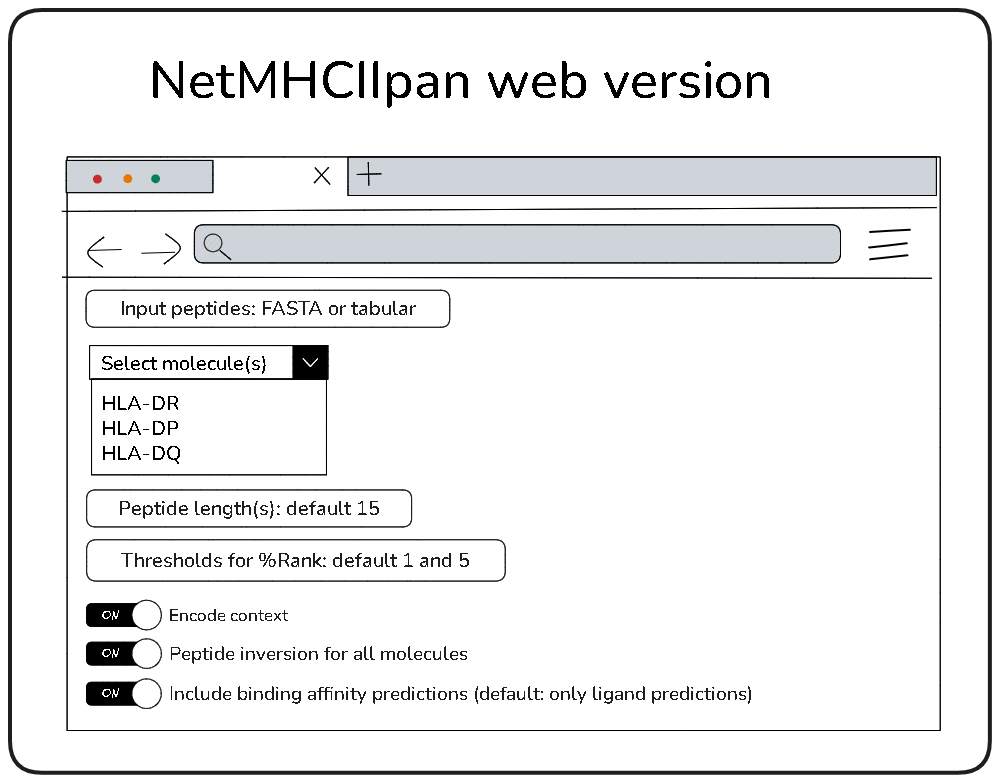 NetMHCIIpan web version
Input peptides: FASTA or tabular
Select molecule(s)
HLA-DR
HLA-DP
HLA-DQ
Peptide length(s): default 15
Thresholds for %Rank: default 1 and 5
ON Encode context
ON Peptide inversion for all molecules
ON Include binding affinity predictions (default: only ligand predictions)